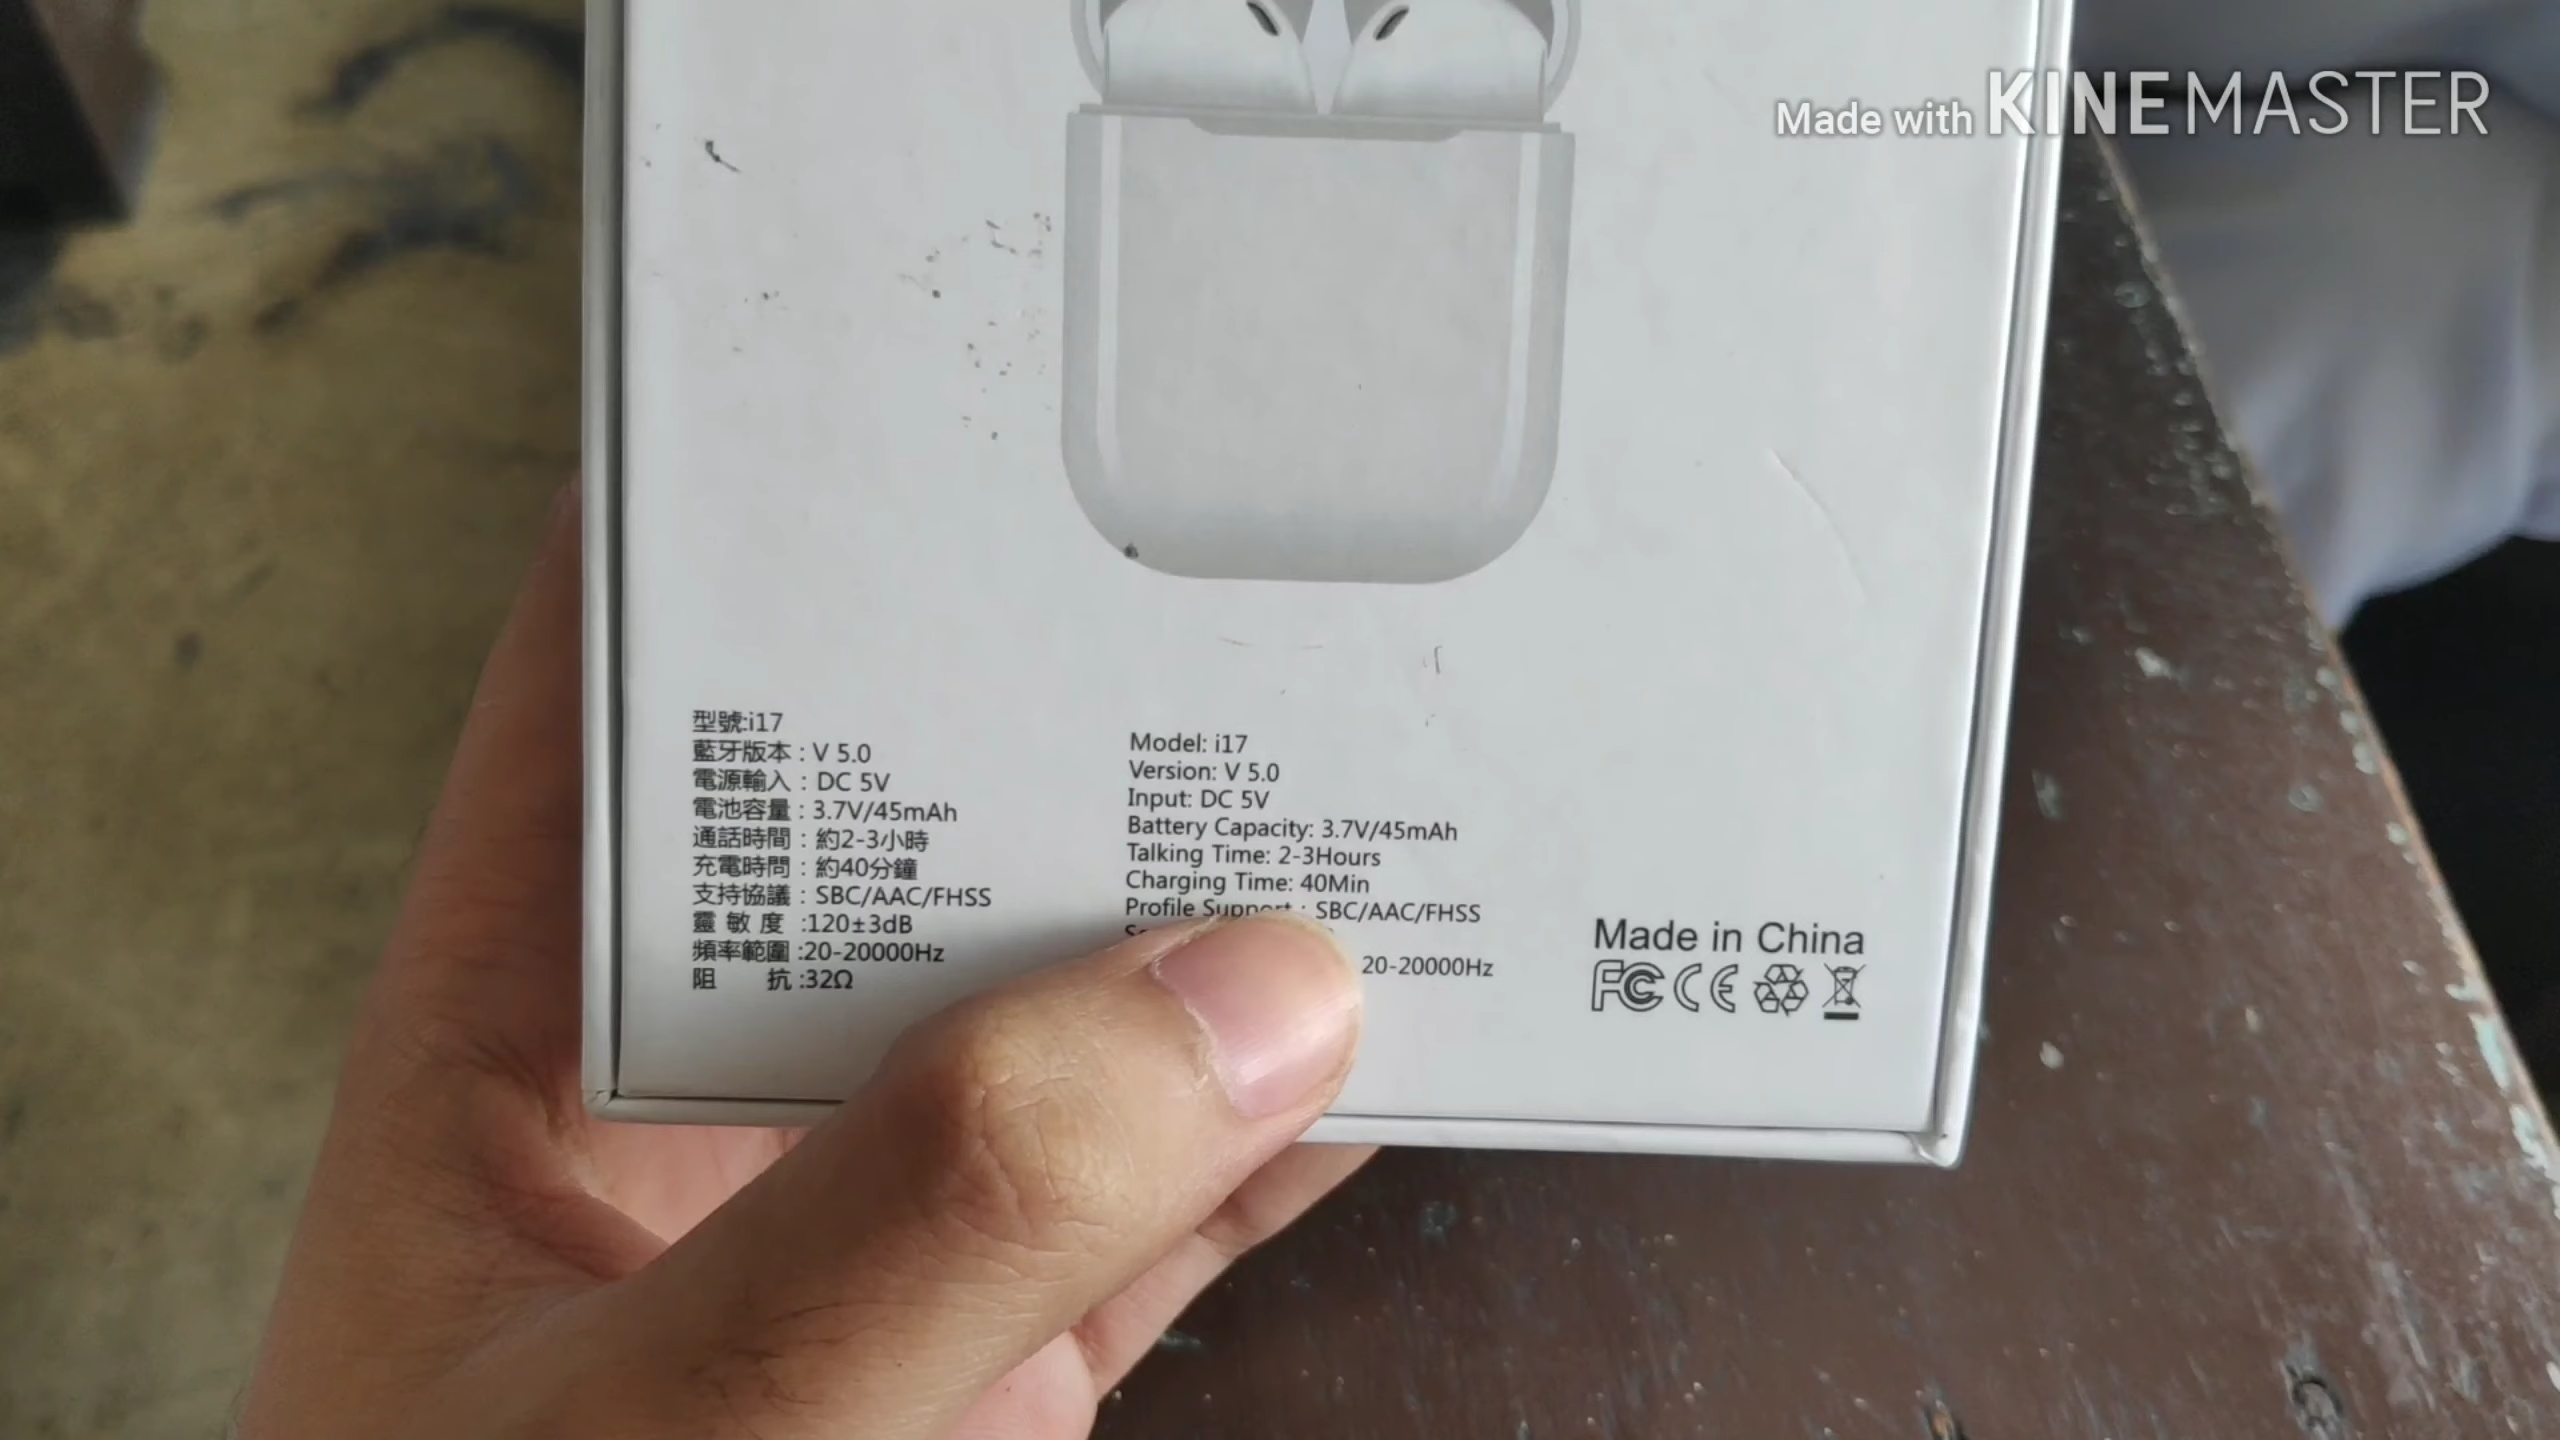 Made with KINEMASTER
型號:i17
藍牙版本：V 5.0
電源輸入：DC 5V
電池容量：3.7V/45mAh
通話時間：約2-3小時
充電時間：約40分鐘
支持協議：SBC/AAC/FHSS
靈 敏 度 :120±3dB
頻率範圍 :20-20000Hz
阻 抗 :32Ω
Model: i17
Version: V 5.0
Input: DC 5V
Battery Capacity: 3.7V/45mAh
Talking Time: 2-3Hours
Charging Time: 40Min
Profile Support : SBC/AAC/FHSS
20-20000Hz
Made in China
FC CE